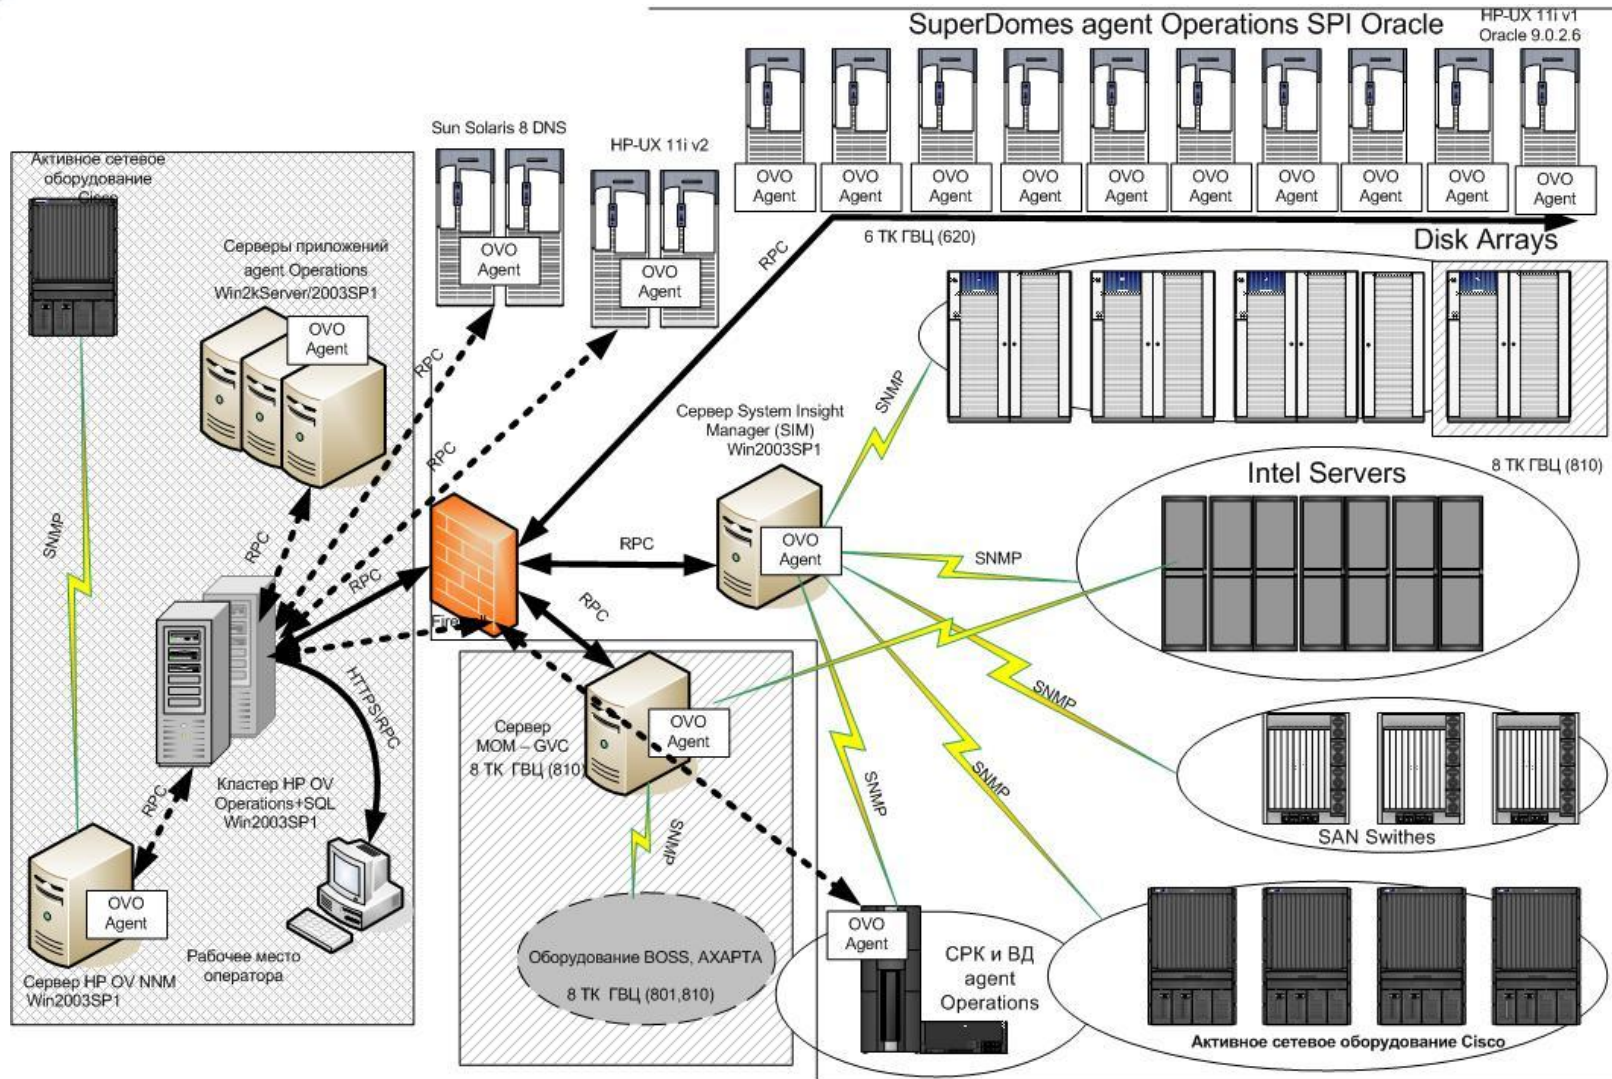 SuperDomes agent Operations SPI Oracle
HP-UX 11i v1
Oracle 9.0.2.6
OVO
Agent
OVO
Agent
OVO
Agent
OVO
Agent
OVO
Agent
OVO
Agent
OVO
Agent
OVO
Agent
OVO
Agent
OVO
Agent
6 ТК ГВЦ (620)
RPC
Sun Solaris 8 DNS
OVO
Agent
HP-UX 11i v2
OVO
Agent
Активное сетевое
оборудование
Cisco
Серверы приложений
agent Operations
Win2kServer/2003SP1
OVO
Agent
RPC
RPC
SNMP
RPC
RPC
Firewall
HTTPS\RPC
Кластер HP OV
Operations+SQL
Win2003SP1
RPC
OVO
Agent
Сервер HP OV NNM
Win2003SP1
Рабочее место
оператора
Сервер System Insight
Manager (SIM)
Win2003SP1
OVO
Agent
RPC
RPC
Сервер
МОМ – GVC
8 ТК ГВЦ (810)
OVO
Agent
SNMP
Оборудование BOSS, AXAPTA
8 ТК ГВЦ (801,810)
Disk Arrays
SNMP
8 ТК ГВЦ (810)
Intel Servers
SNMP
SNMP
SAN Swithes
SNMP
SNMP
OVO
Agent
СРК и ВД
agent
Operations
Активное сетевое оборудование Cisco